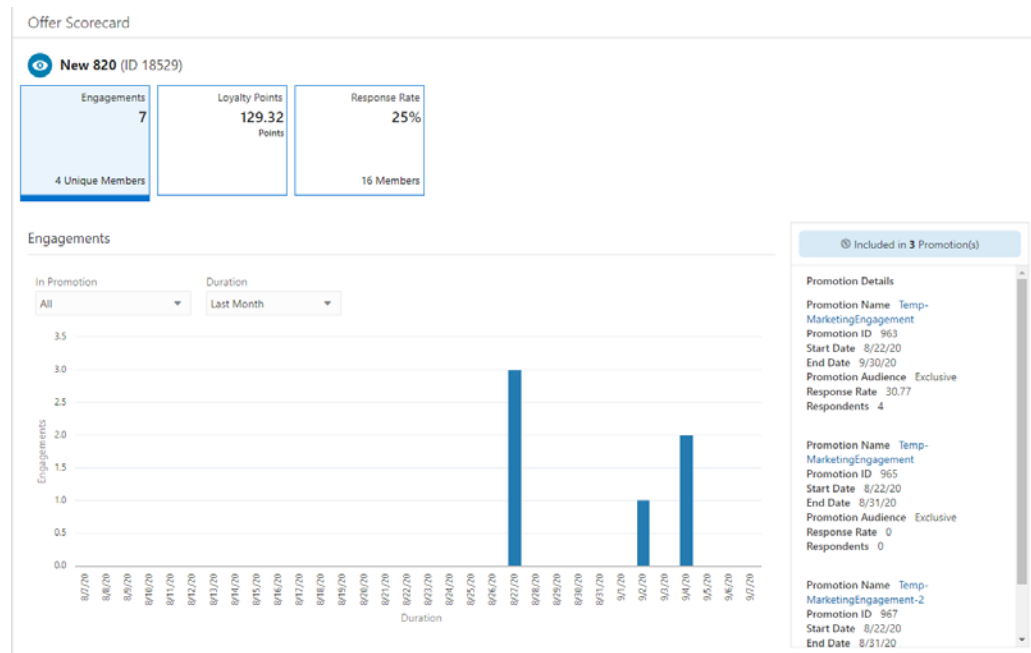 Offer Scorecard
New 820 (ID 18529)
Engagements
7
4 Unique Members
Loyalty Points
129.32
Points
Response Rate
25%
16 Members
Engagements
In Promotion
All
Duration
Last Month
3.5
3.0
2.5
2.0
1.5
1.0
0.5
0.0
Engagements
8/7/20
8/8/20
8/9/20
8/10/20
8/11/20
8/12/20
8/13/20
8/14/20
8/15/20
8/16/20
8/17/20
8/18/20
8/19/20
8/20/20
8/21/20
8/22/20
8/23/20
8/24/20
8/25/20
8/26/20
8/27/20
8/28/20
8/29/20
8/30/20
8/31/20
9/1/20
9/2/20
9/3/20
9/4/20
9/5/20
9/6/20
9/7/20
Duration
Included in 3 Promotion(s)
Promotion Details
Promotion Name Temp-
MarketingEngagement
Promotion ID 963
Start Date 8/22/20
End Date 9/30/20
Promotion Audience Exclusive
Response Rate 30.77
Respondents 4
Promotion Name Temp-
MarketingEngagement
Promotion ID 965
Start Date 8/22/20
End Date 8/31/20
Promotion Audience Exclusive
Response Rate 0
Respondents 0
Promotion Name Temp-
MarketingEngagement-2
Promotion ID 967
Start Date 8/22/20
End Date 8/31/20